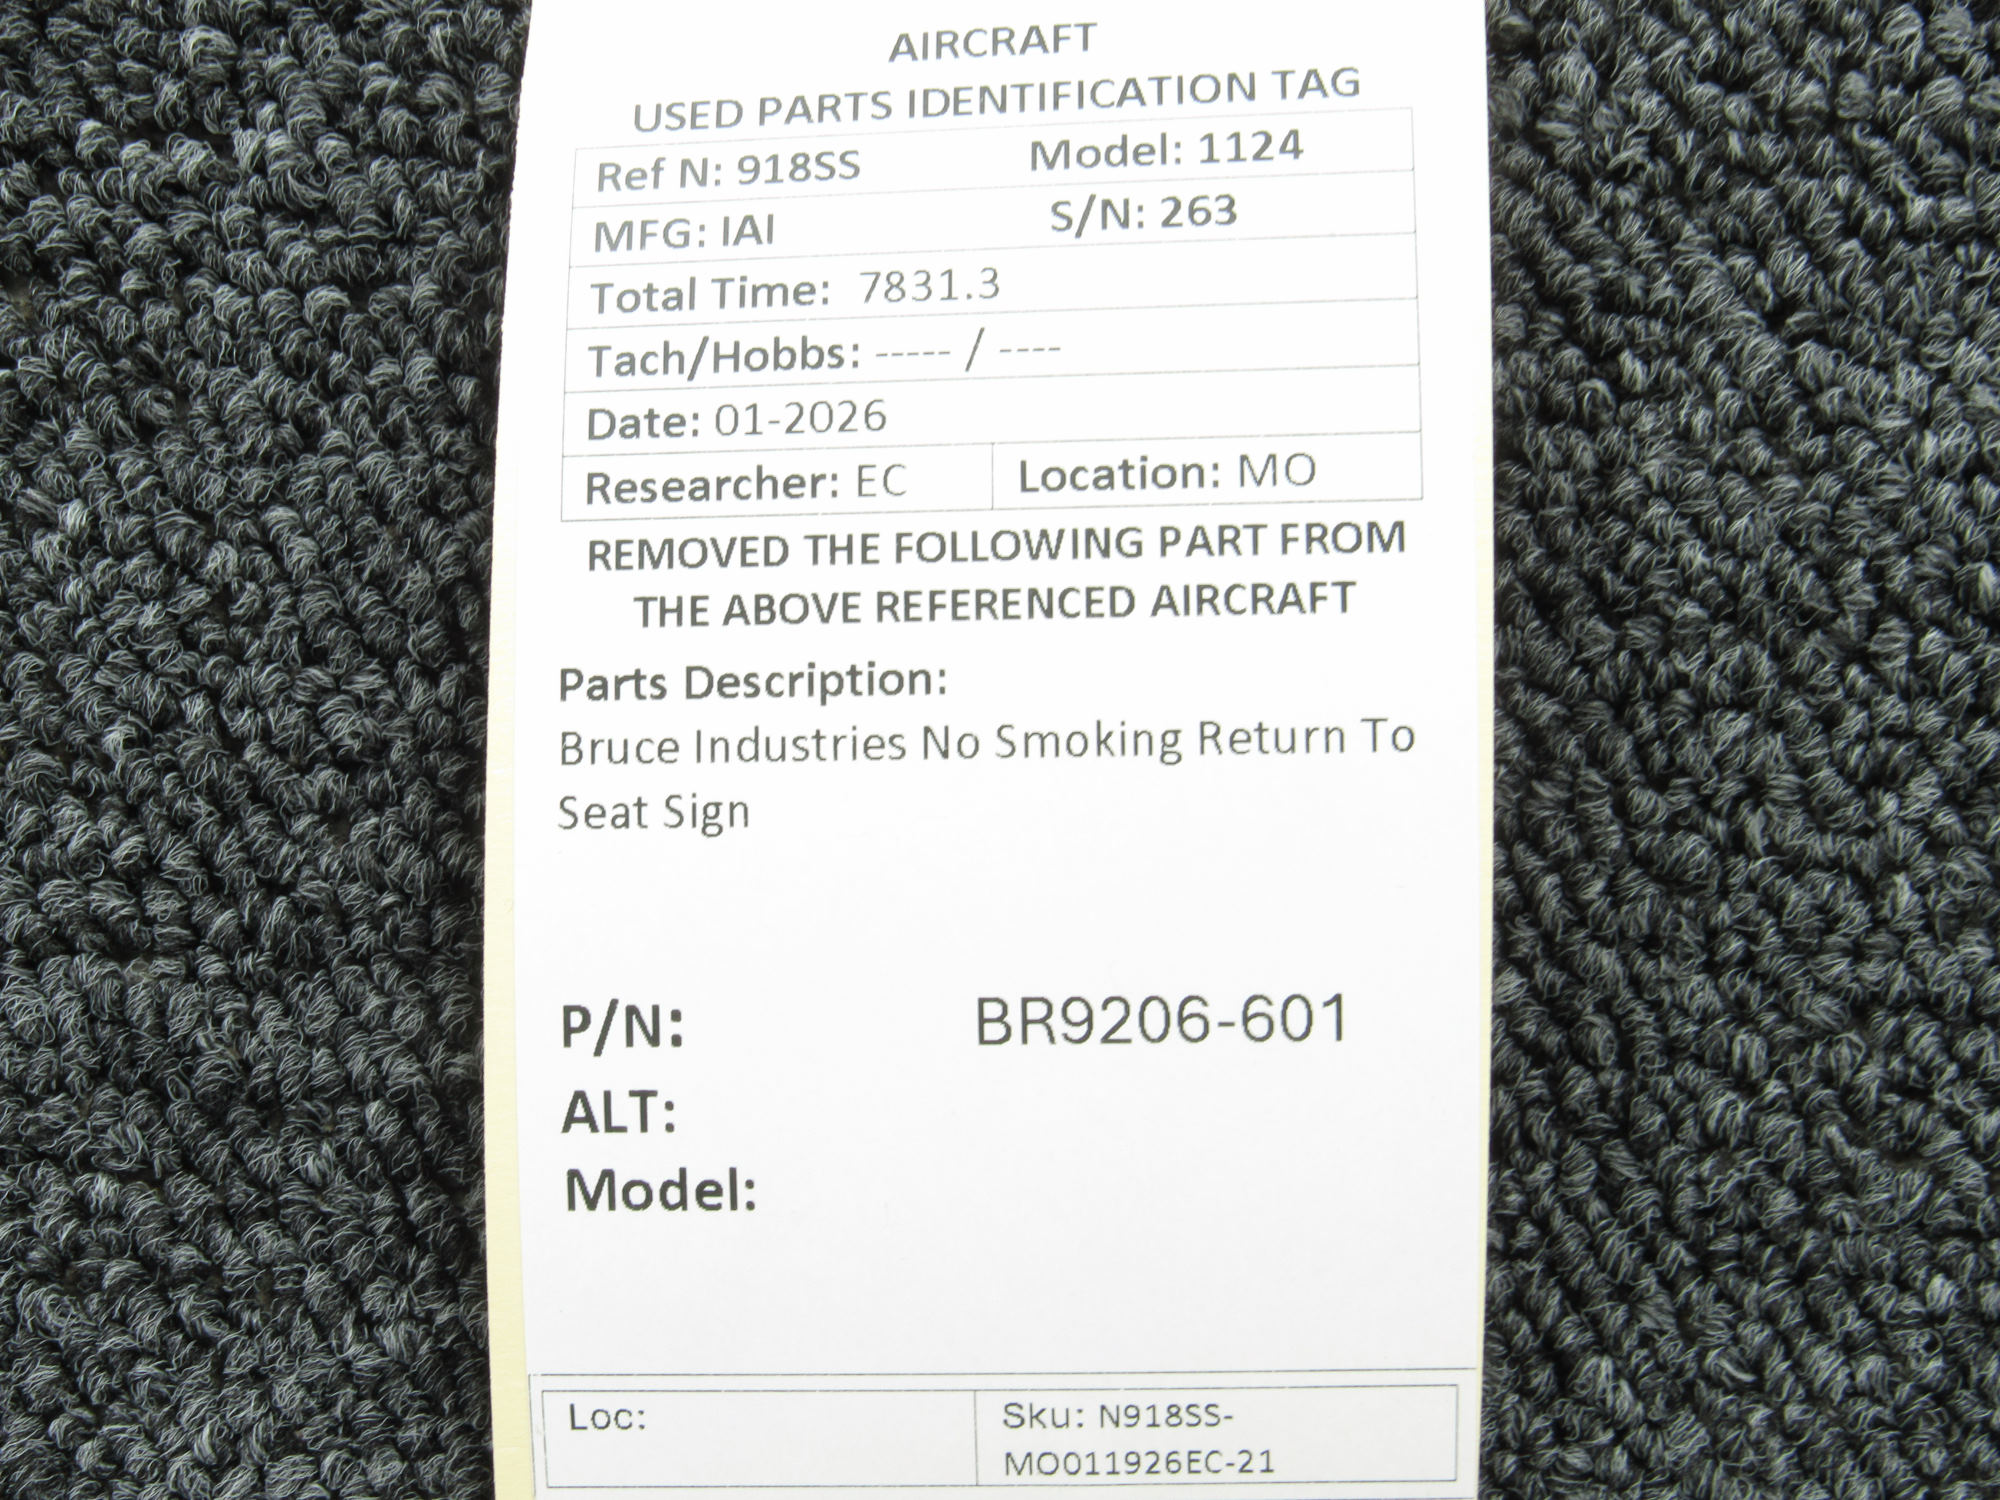 AIRCRAFT
USED PARTS IDENTIFICATION TAG
Ref N: 918SS Model: 1124
MFG: IAI S/N: 263
Total Time: 7831.3
Tach/Hobbs: ----- / ----
Date: 01-2026
Researcher: EC Location: MO
REMOVED THE FOLLOWING PART FROM
THE ABOVE REFERENCED AIRCRAFT
Parts Description:
Bruce Industries No Smoking Return To
Seat Sign
P/N: BR9206-601
ALT:
Model:
Loc: Sku: N918SS-
MO011926EC-21